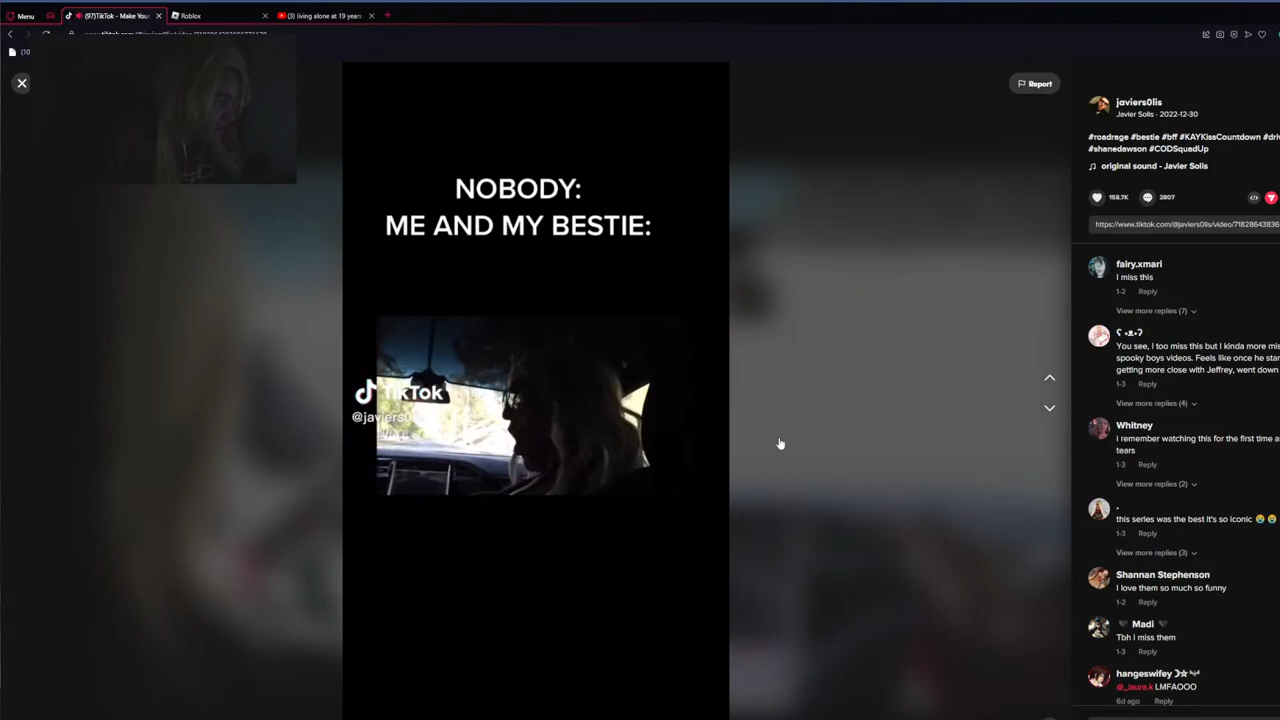 Menu
(97)TikTok - Make Your
Roblox
(3) living alone at 19 years
(10
Report
NOBODY:
ME AND MY BESTIE:
TikTok
javiers0lis
Javier Solis · 2022-12-30
#roadrage #bestie #bff #KAYKissCountdown
#shanedawson #CODSquadUp
original sound - Javier Solis
158.7K
2807
fairy.xmari
I miss this
1-2 Reply
View more replies (7)
You see, I too miss this but I kinda more
spooky boys videos. Feels like once he
getting more close with Jeffrey, went down
1-3 Reply
View more replies (4)
Whitney
i remember watching this for the first time
tears
1-3 Reply
View more replies (2)
.
this series was the best it's so iconic 😭 😭
1-3 Reply
View more replies (3)
Shannan Stephenson
I love them so much so funny
1-2 Reply
🖤 Madi 🖤
Tbh I miss them
1-3 Reply
hangeswifey
@_laura.k LMFAOOO
6d ago Reply